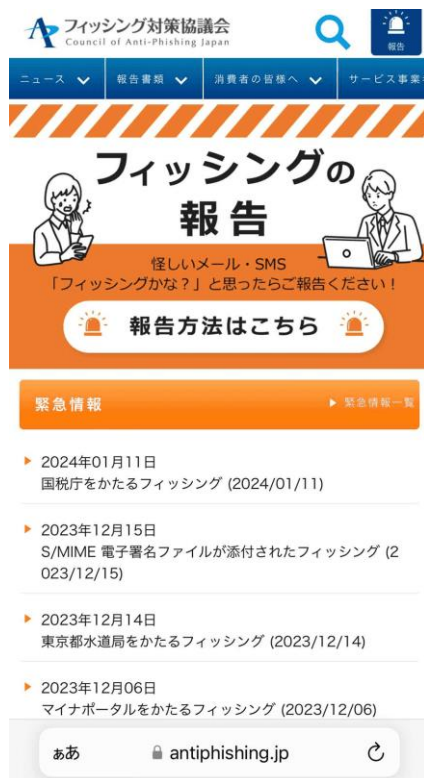 フィッシング対策協議会
Council of Anti-Phishing Japan
報告
ニュース
報告書類
消費者の皆様へ
サービス事業
フィッシングの
報告
怪しいメール・SMS
「フィッシングかな？」と思ったらご報告ください！
報告方法はこちら
緊急情報
緊急情報一覧
2024年01月11日
国税庁をかたるフィッシング (2024/01/11)
2023年12月15日
S/MIME 電子署名ファイルが添付されたフィッシング (2
023/12/15)
2023年12月14日
東京都水道局をかたるフィッシング (2023/12/14)
2023年12月06日
マイナポータルをかたるフィッシング (2023/12/06)
ぁあ
antiphishing.jp